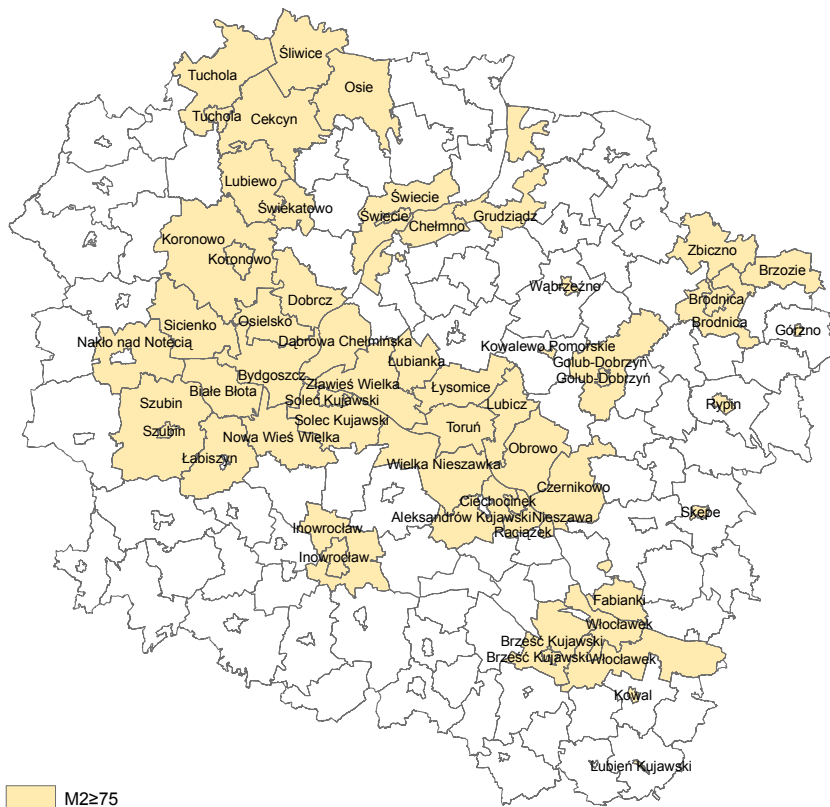 Śliwice
Tuchola
Osie
Tuchola
Cekcyn
Lubiewo
Świekatowo
Świecie
Świecie
Chełmno
Grudziądz
Koronowo
Koronowo
Zbiczno
Brzozie
Wąbrzeźno
Brodnica
Brodnica
Górzno
Dobrcz
Sicienko
Osielsko
Nakło nad Notecią
Dąbrowa Chełmińska
Kowalewo Pomorskie
Łubianka
Golub-Dobrzyń
Golub-Dobrzyń
Bydgoszcz
Zławieś Wielka
Łysomice
Białe Błota
Solec Kujawski
Szubin
Lubicz
Rypin
Solec Kujawski
Toruń
Szubin
Nowa Wieś Wielka
Obrowo
Łabiszyn
Wielka Nieszawka
Czernikowo
Ciechocinek
Aleksandrów Kujawski
Nieszawa
Skępe
Raciążek
Inowrocław
Inowrocław
Fabianki
Włocławek
Brześć Kujawski
Brześć Kujawski
Włocławek
Kowal
Lubień Kujawski
M2≥75